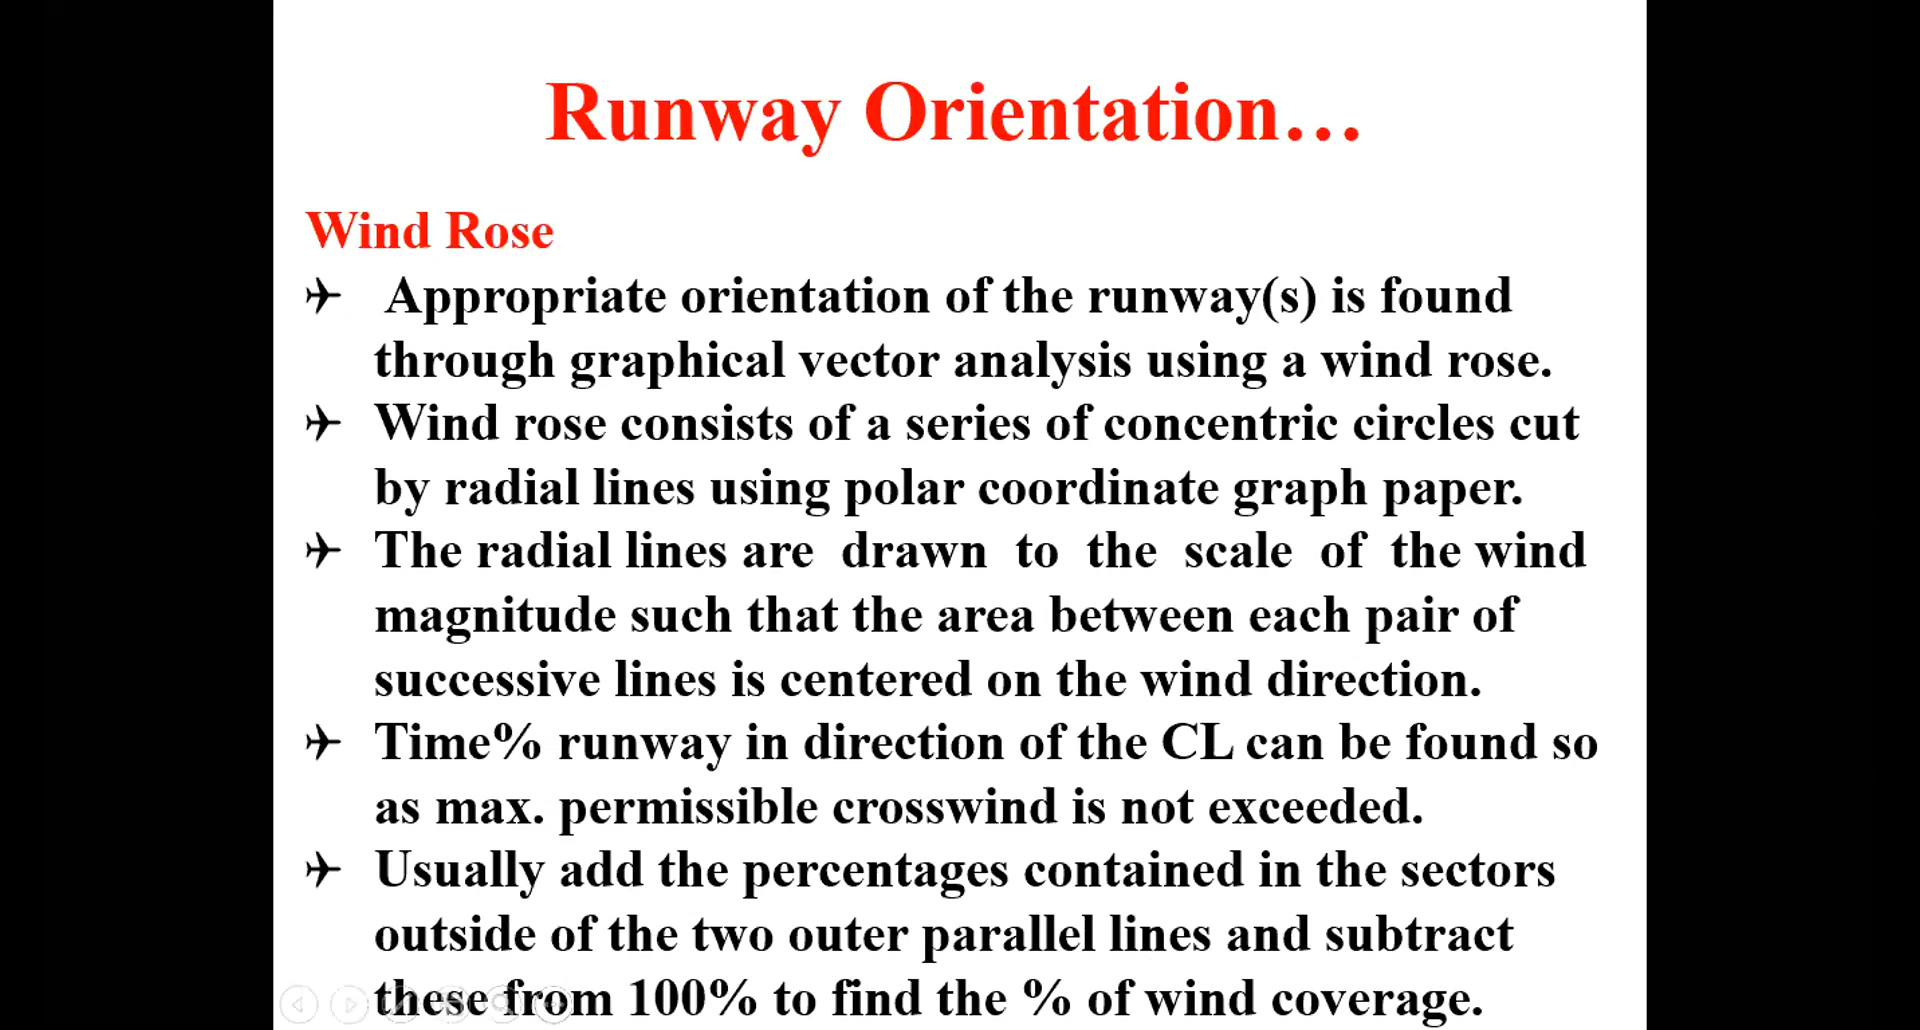 Runway Orientation…
Wind Rose
Appropriate orientation of the runway(s) is found
through graphical vector analysis using a wind rose.
Wind rose consists of a series of concentric circles cut
by radial lines using polar coordinate graph paper.
The radial lines are drawn to the scale of the wind
magnitude such that the area between each pair of
successive lines is centered on the wind direction.
Time% runway in direction of the CL can be found so
as max. permissible crosswind is not exceeded.
Usually add the percentages contained in the sectors
outside of the two outer parallel lines and subtract
these from 100% to find the % of wind coverage.